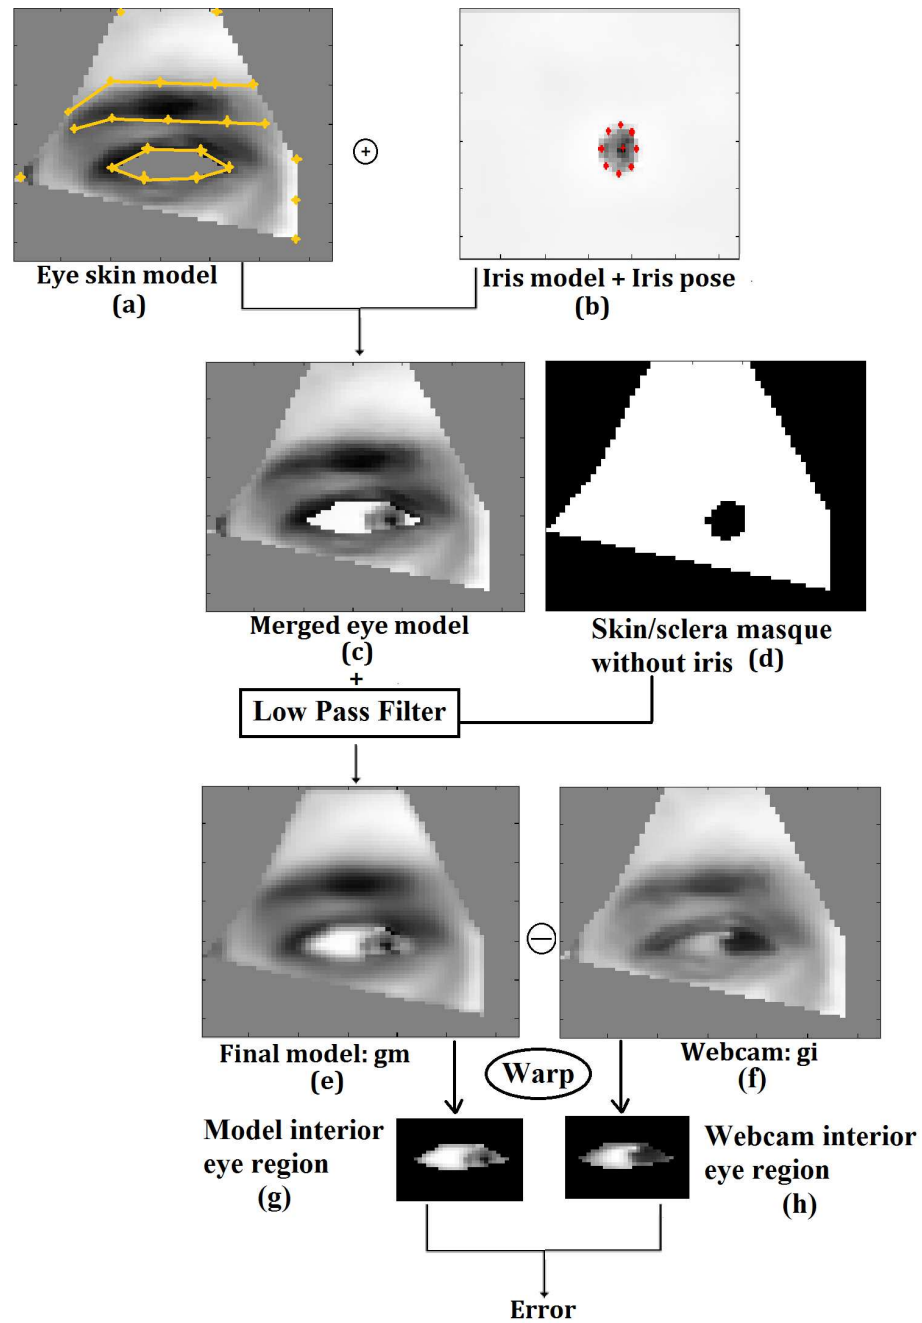 Eye skin model
(a)
Iris model + Iris pose
(b)
Merged eye model
(c)
+
Skin/sclera masque
without iris (d)
Low Pass Filter
Final model: gm
(e)
Webcam: gi
(f)
Warp
Model interior
eye region
(g)
Webcam interior
eye region
(h)
Error